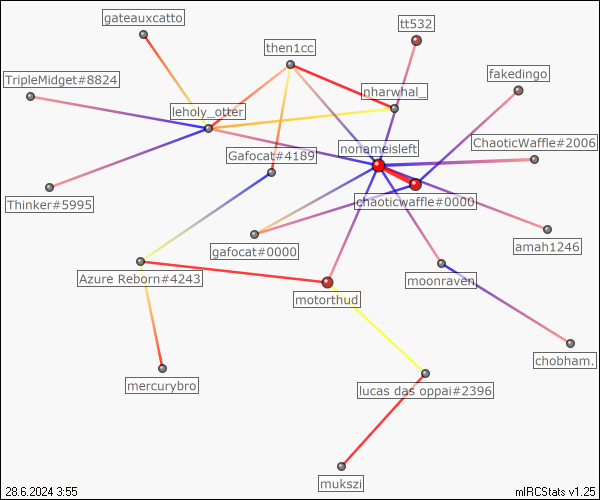 gateauxcatto
tt532
then1cc
TripleMidget#8824
nharwhal_
fakedingo
leholy_otter
nonameisleft
ChaoticWaffle#2006
Gafocat#4189
Thinker#5995
chaoticwaffle#0000
gafocat#0000
amah1246
Azure Reborn#4243
moonraven.
motorthud
chobham.
mercurybro
lucas das oppai#2396
mukszi
28.6.2024 3:55
mIRCStats v1.25